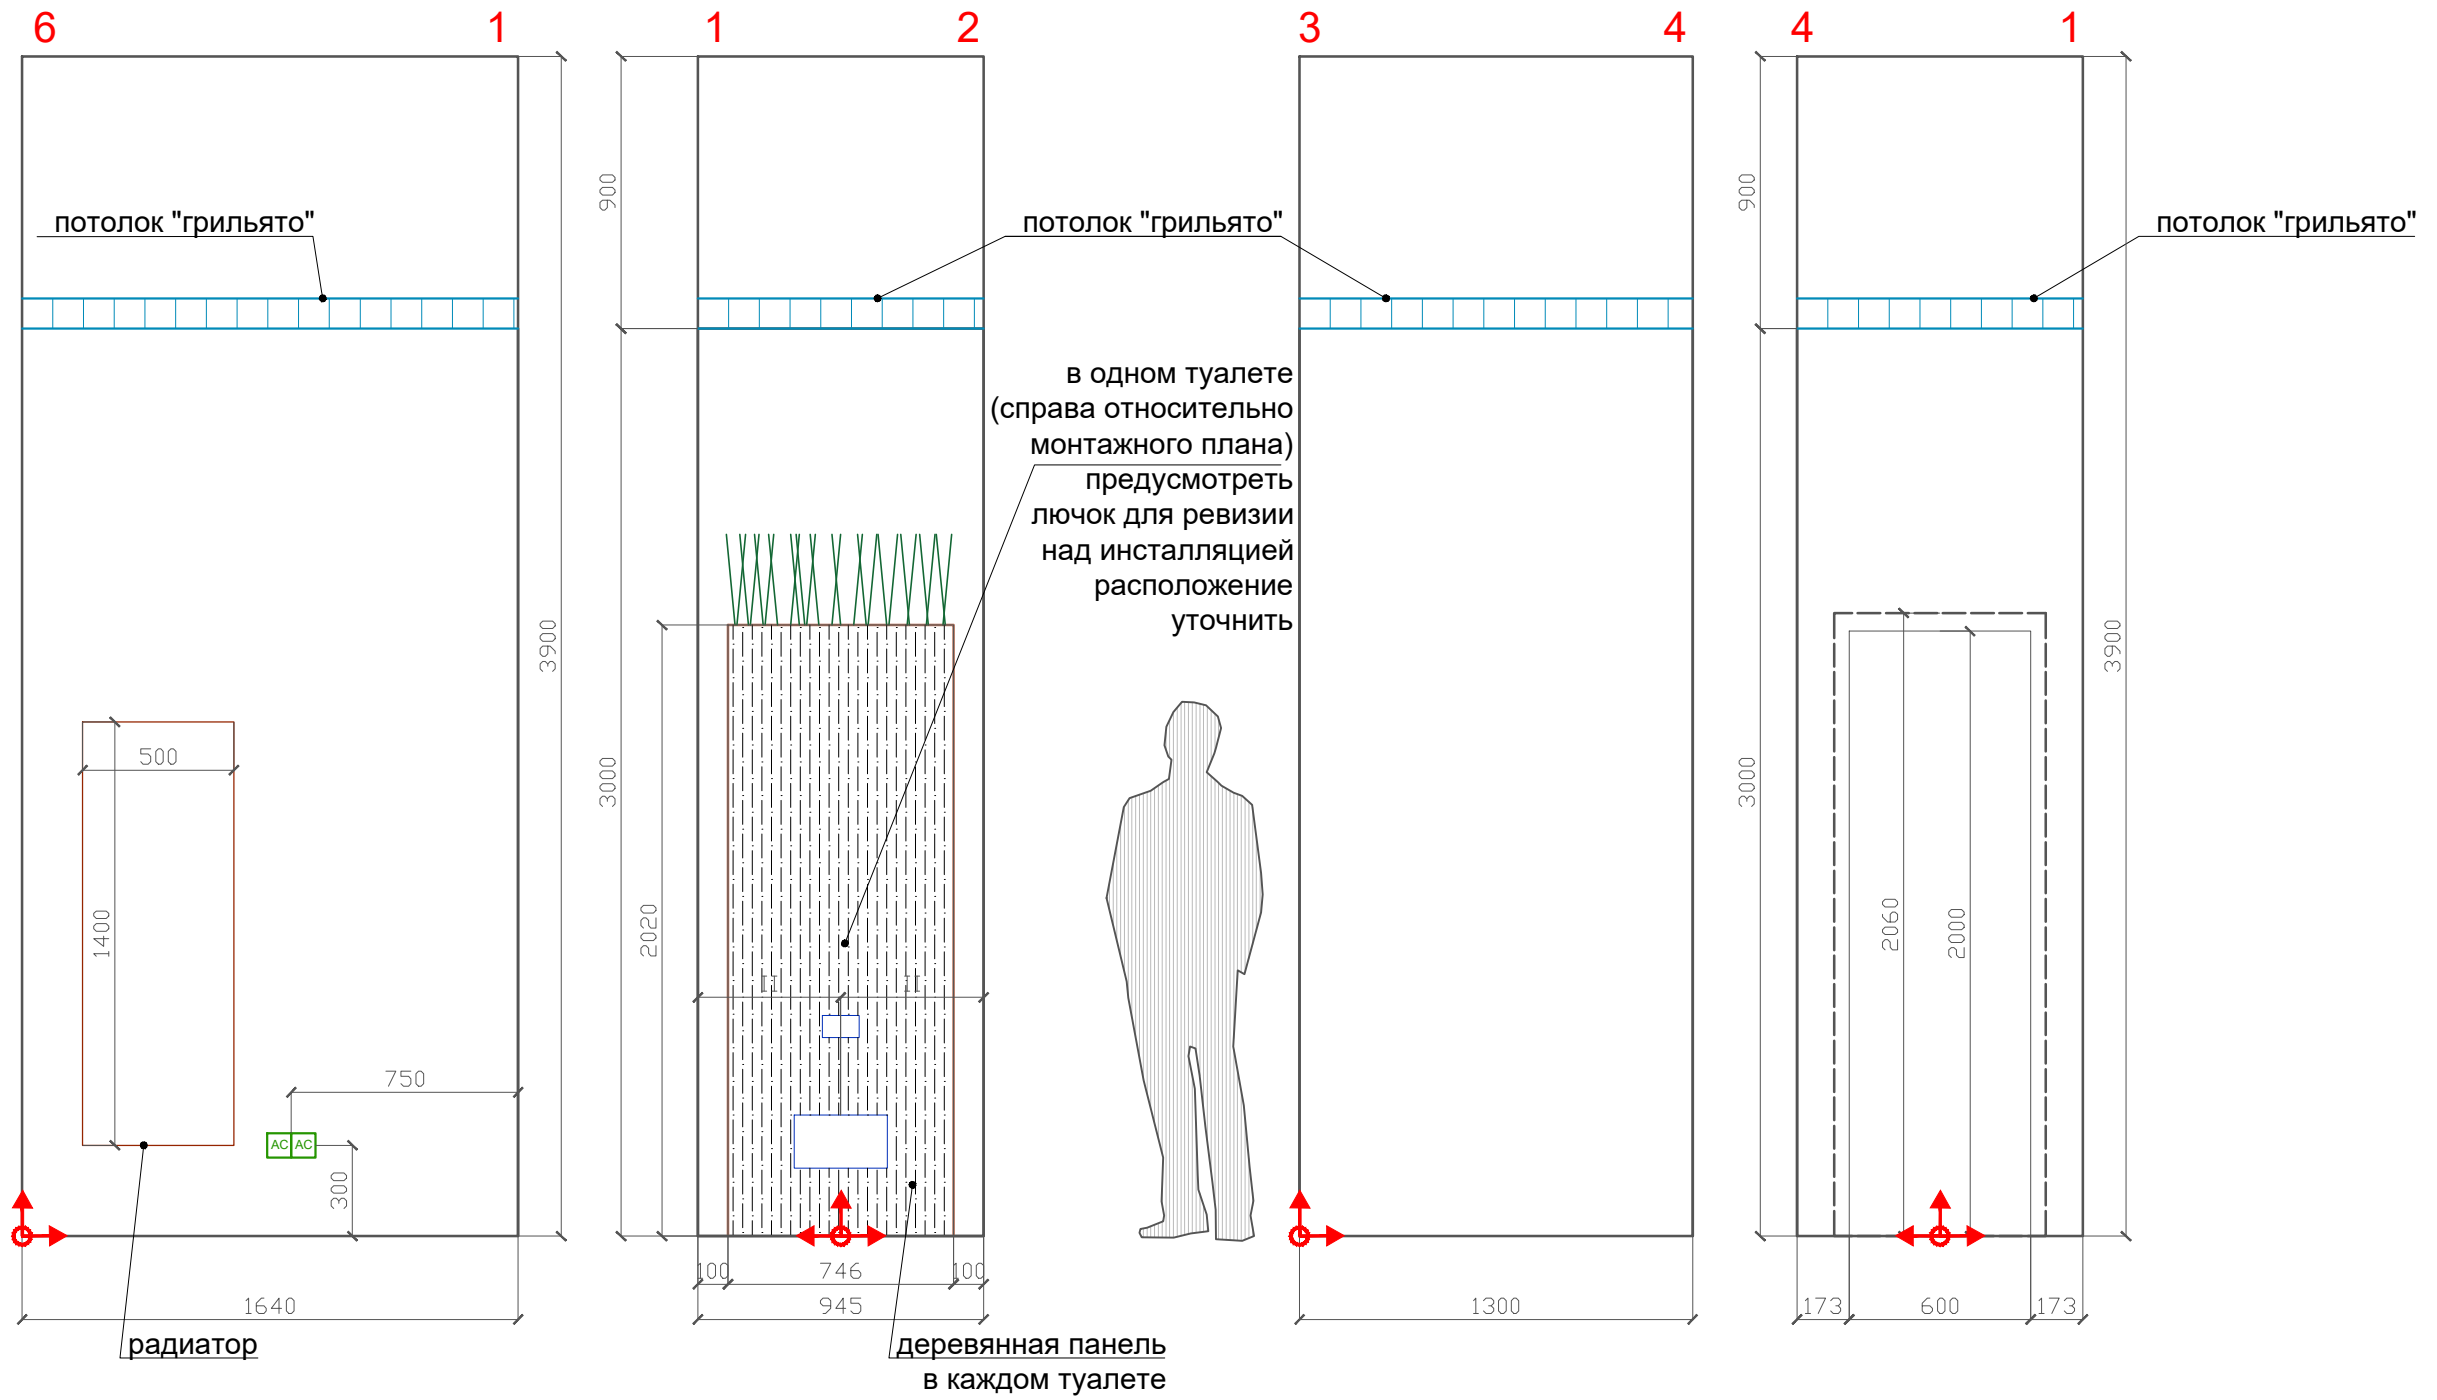 6 1
1 2
3 4
4 1
потолок "грильято"
потолок "грильято"
потолок "грильято"
900
900
в одном туалете
(справа относительно
монтажного плана)
предусмотреть
лючок для ревизии
над инсталляцией
расположение
уточнить
3900
3900
3000
3000
500
1400
2020
2060
2000
II II
750
AC AC
300
100 746 100
1640
945
1300
173 600 173
радиатор
деревянная панель
в каждом туалете